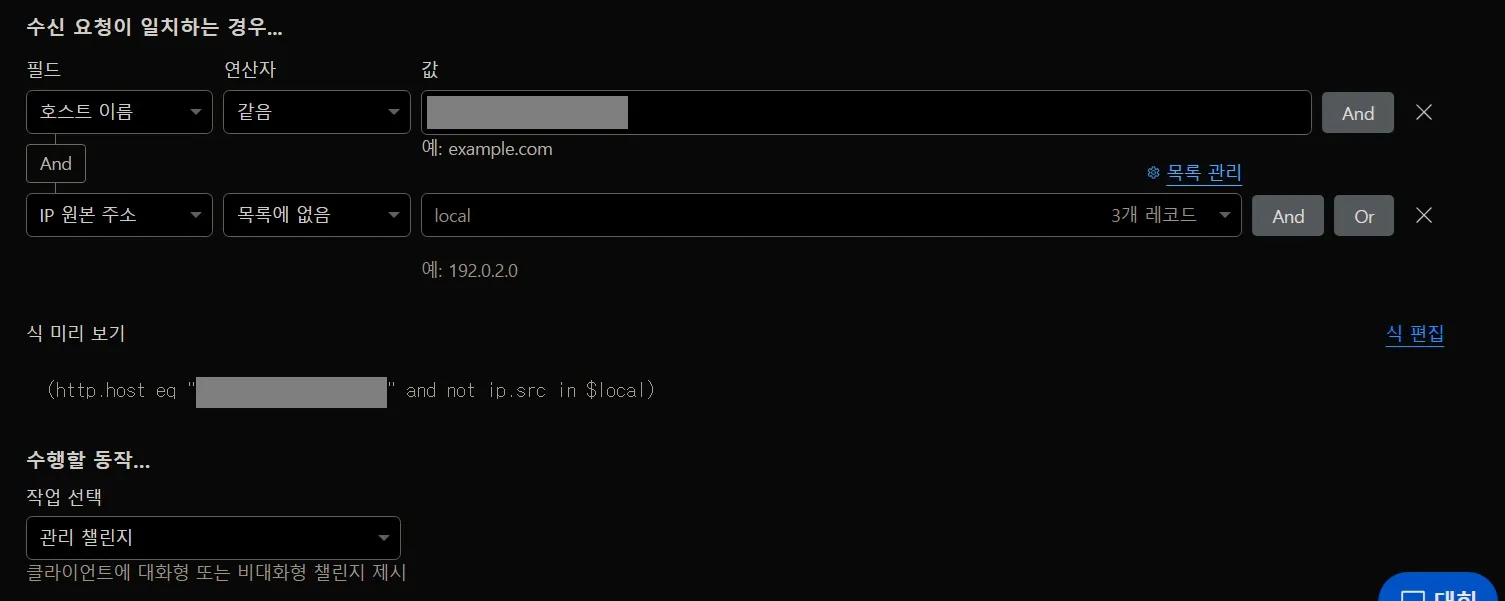 수신 요청이 일치하는 경우...
필드 연산자 값
호스트 이름 같음 And
예: example.com
And
목록 관리
IP 원본 주소 목록에 없음 local 3개 레코드 And Or
예: 192.0.2.0
식 미리 보기 식 편집
(http.host eq " " and not ip.src in $local)
수행할 동작...
작업 선택
관리 챌린지
클라이언트에 대화형 또는 비대화형 챌린지 제시